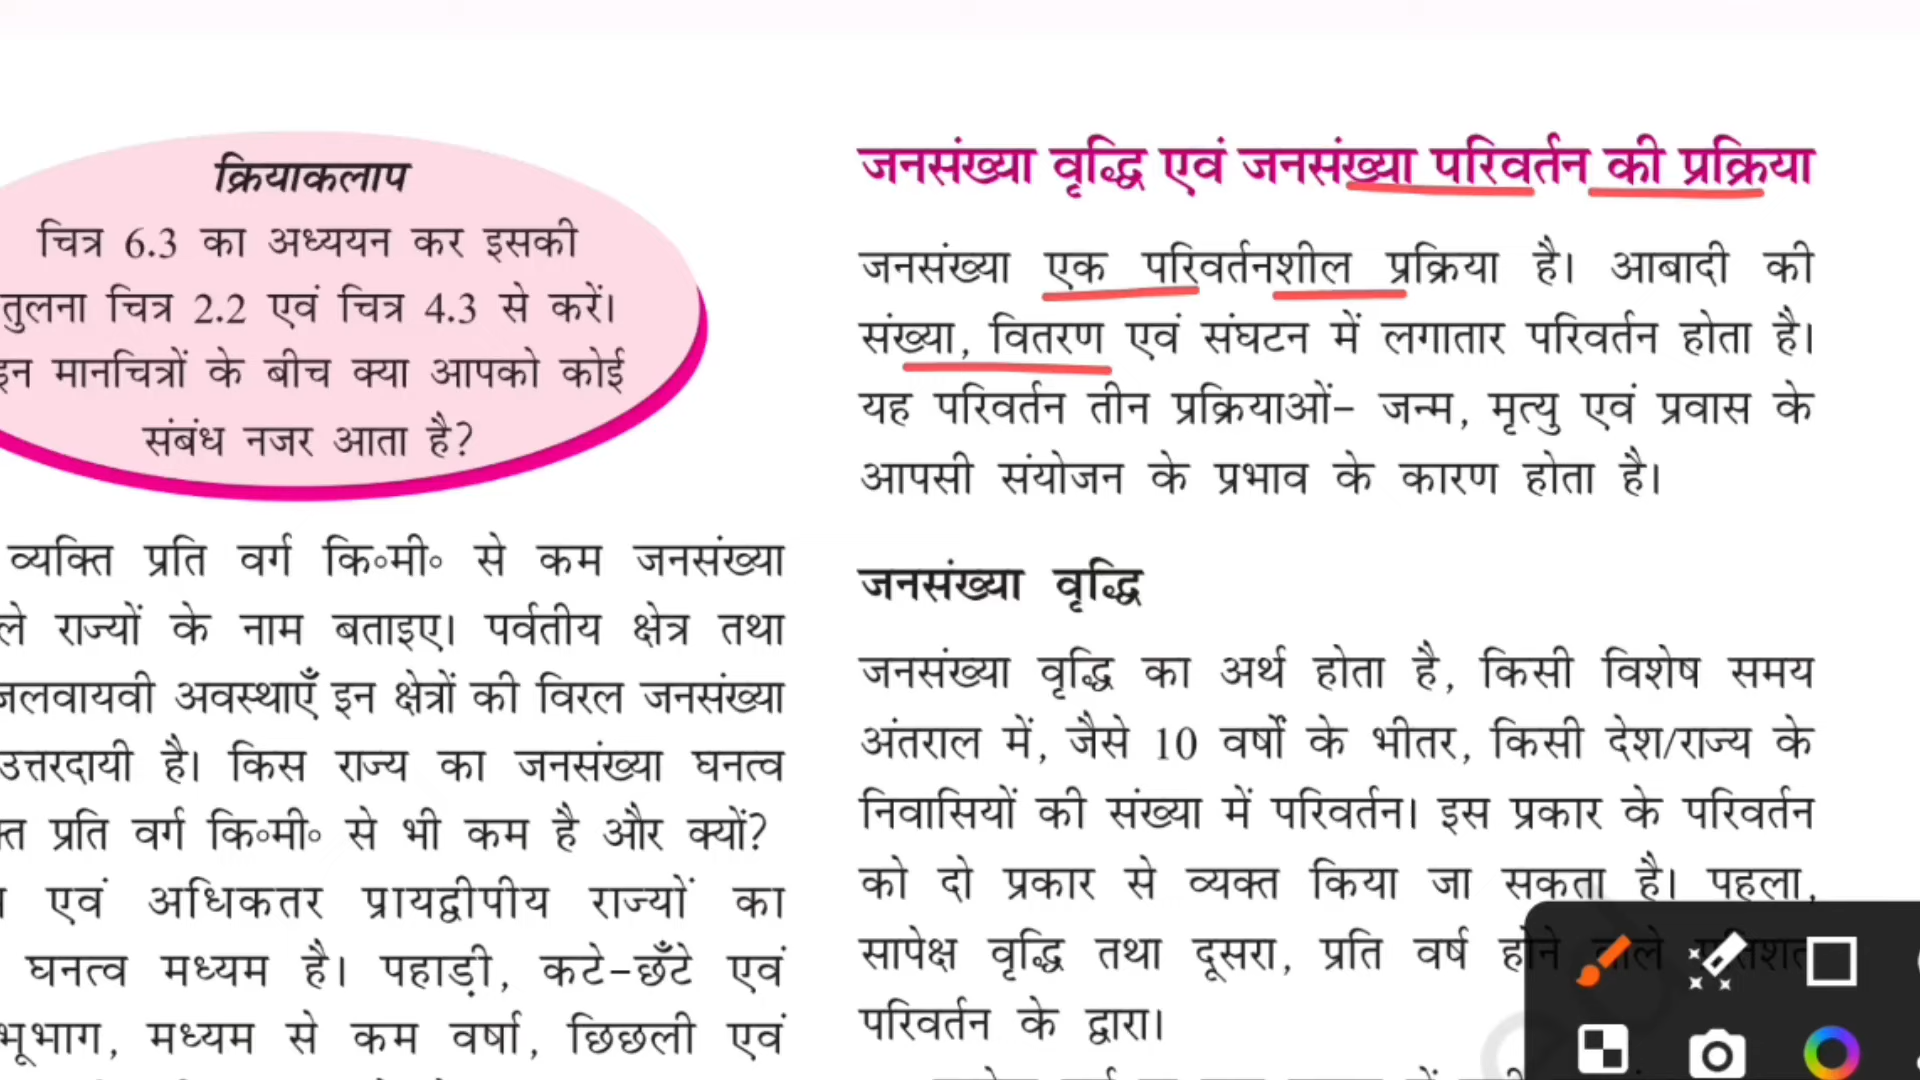 क्रियाकलाप
चित्र 6.3 का अध्ययन कर इसकी
तुलना चित्र 2.2 एवं चित्र 4.3 से करें।
इन मानचित्रों के बीच क्या आपको कोई
संबंध नजर आता है?
व्यक्ति प्रति वर्ग कि॰मी॰ से कम जनसंख्या
ले राज्यों के नाम बताइए। पर्वतीय क्षेत्र तथा
जलवायवी अवस्थाएँ इन क्षेत्रों की विरल जनसंख्या
उत्तरदायी है। किस राज्य का जनसंख्या घनत्व
प्रति वर्ग कि॰मी॰ से भी कम है और क्यों?
एवं अधिकतर प्रायद्वीपीय राज्यों का
घनत्व मध्यम है। पहाड़ी, कटे-छँटे एवं
भूभाग, मध्यम से कम वर्षा, छिछली एवं
जनसंख्या वृद्धि एवं जनसंख्या परिवर्तन की प्रक्रिया
जनसंख्या एक परिवर्तनशील प्रक्रिया है। आबादी की
संख्या, वितरण एवं संघटन में लगातार परिवर्तन होता है।
यह परिवर्तन तीन प्रक्रियाओं- जन्म, मृत्यु एवं प्रवास के
आपसी संयोजन के प्रभाव के कारण होता है।
जनसंख्या वृद्धि
जनसंख्या वृद्धि का अर्थ होता है, किसी विशेष समय
अंतराल में, जैसे 10 वर्षों के भीतर, किसी देश/राज्य के
निवासियों की संख्या में परिवर्तन। इस प्रकार के परिवर्तन
को दो प्रकार से व्यक्त किया जा सकता है। पहला,
सापेक्ष वृद्धि तथा दूसरा, प्रति वर्ष होने वाले प्रतिशत
परिवर्तन के द्वारा।